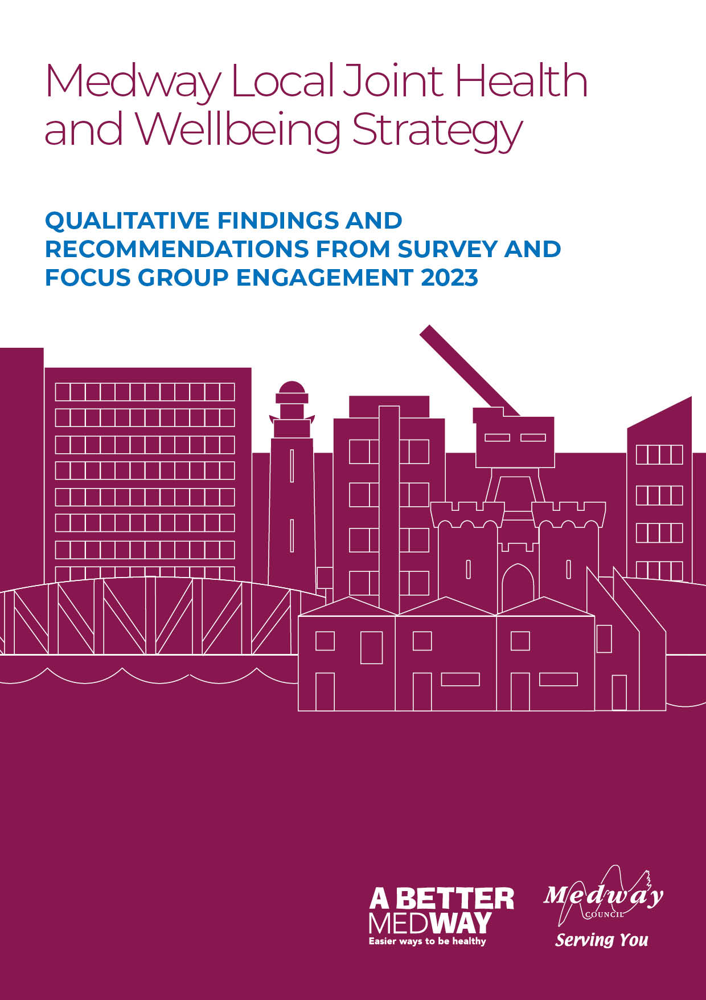 Medway Local Joint Health
and Wellbeing Strategy
QUALITATIVE FINDINGS AND
RECOMMENDATIONS FROM SURVEY AND
FOCUS GROUP ENGAGEMENT 2023
A BETTER
MEDWAY
Easier ways to be healthy
Medway
COUNCIL
Serving You